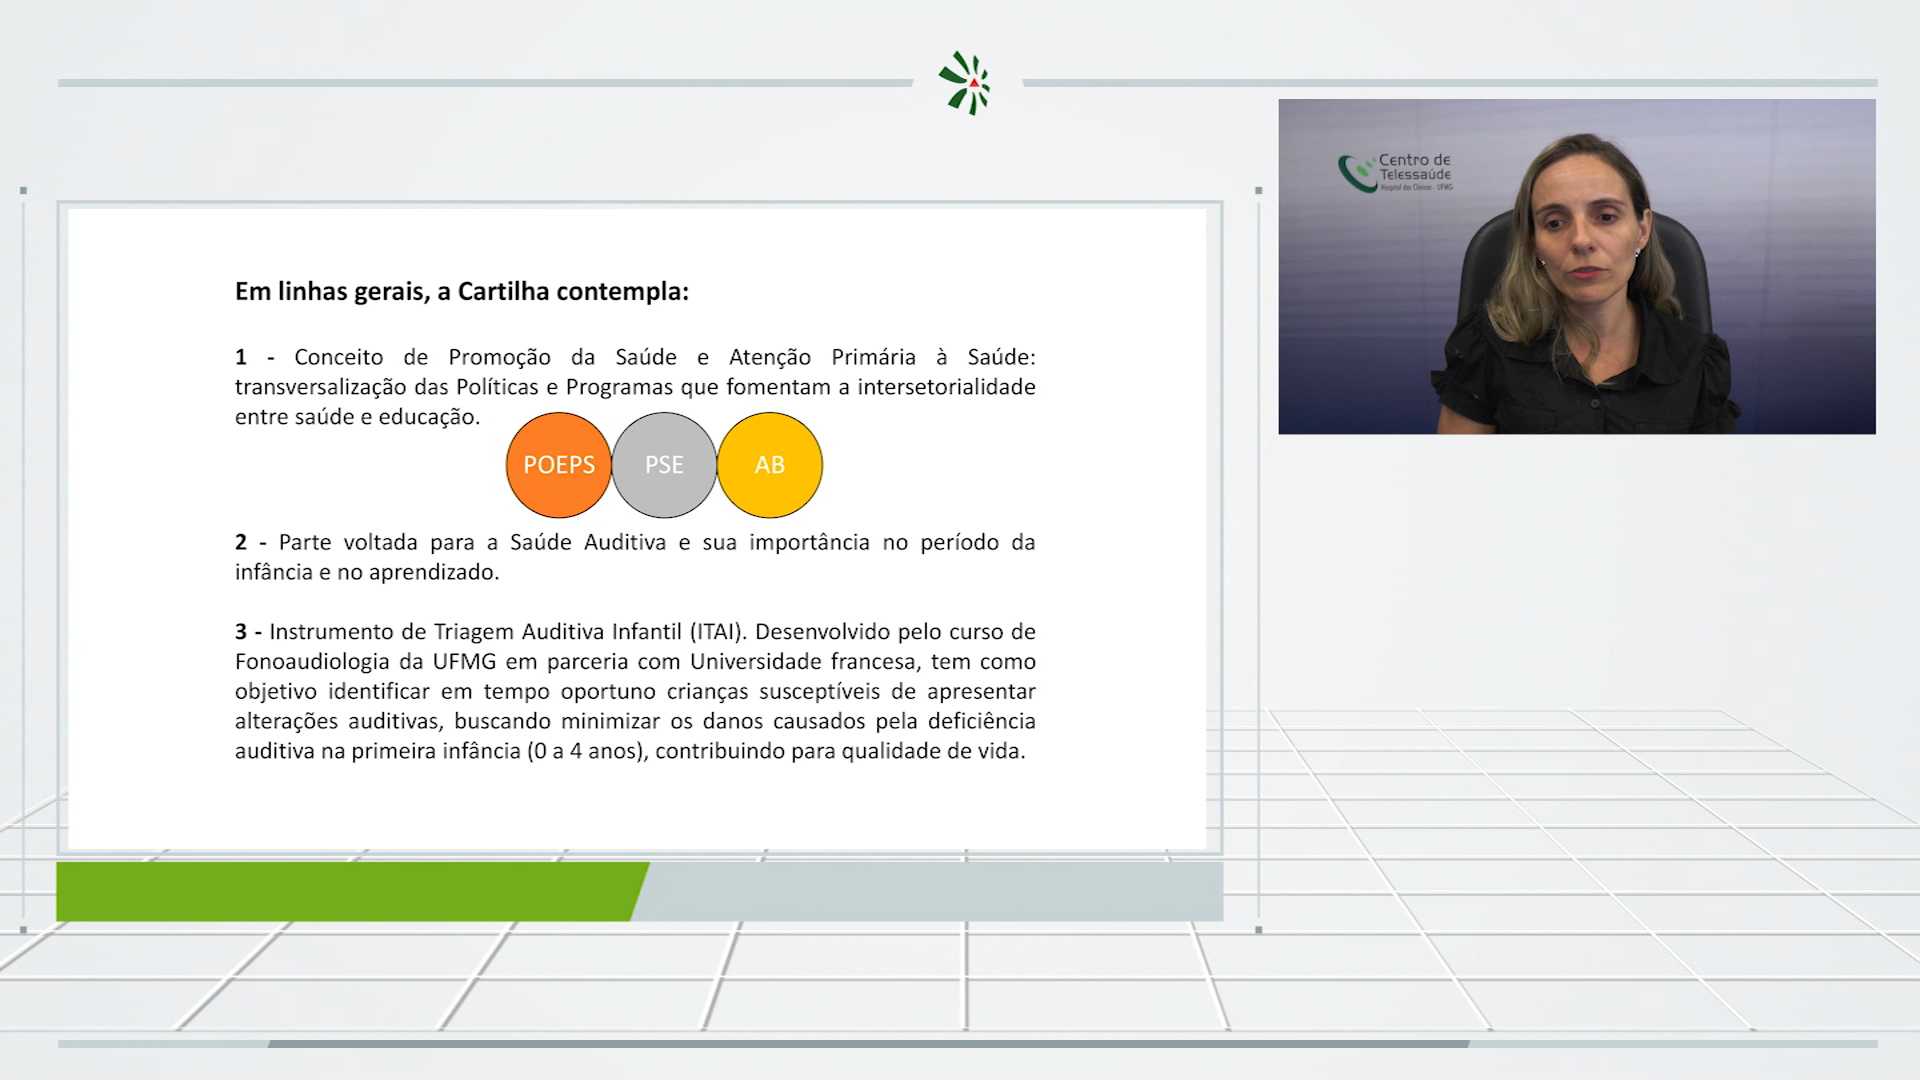 Centro de
Telessaúde
Hospital das Clínicas - UFMG
Em linhas gerais, a Cartilha contempla:
1 - Conceito de Promoção da Saúde e Atenção Primária à Saúde:
transversalização das Políticas e Programas que fomentam a intersetorialidade
entre saúde e educação.
POEPS PSE AB
2 - Parte voltada para a Saúde Auditiva e sua importância no período da
infância e no aprendizado.
3 - Instrumento de Triagem Auditiva Infantil (ITAI). Desenvolvido pelo curso de
Fonoaudiologia da UFMG em parceria com Universidade francesa, tem como
objetivo identificar em tempo oportuno crianças susceptíveis de apresentar
alterações auditivas, buscando minimizar os danos causados pela deficiência
auditiva na primeira infância (0 a 4 anos), contribuindo para qualidade de vida.